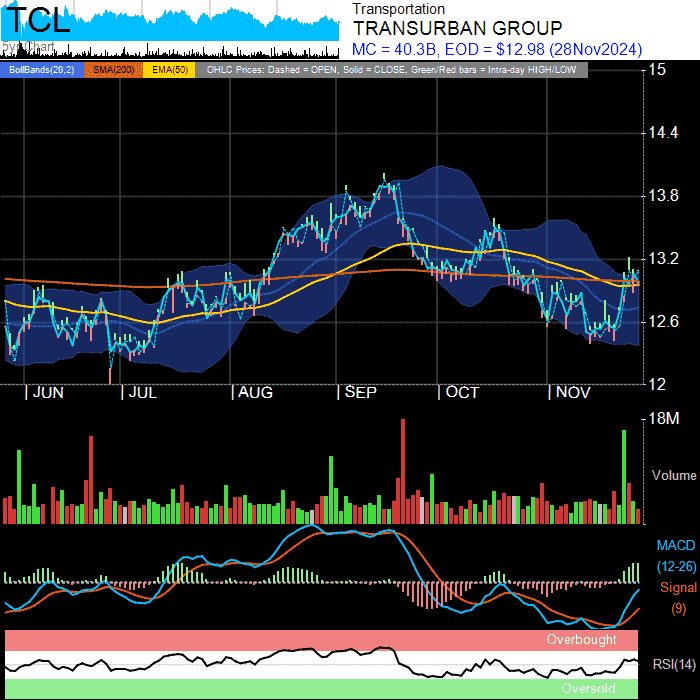 TCL
Transportation
TRANSURBAN GROUP
MC = 40.3B, EOD = $12.98 (28Nov2024)
BollBands(20,2) SMA(200) EMA(50) OHLC Prices: Dashed = OPEN, Solid = CLOSE, Green/Red bars = Intra-day HIGH/LOW
15
14.4
13.8
13.2
12.6
12
JUN JUL AUG SEP OCT NOV
18M
Volume
MACD
(12-26)
Signal
(9)
Overbought
RSI(14)
Oversold